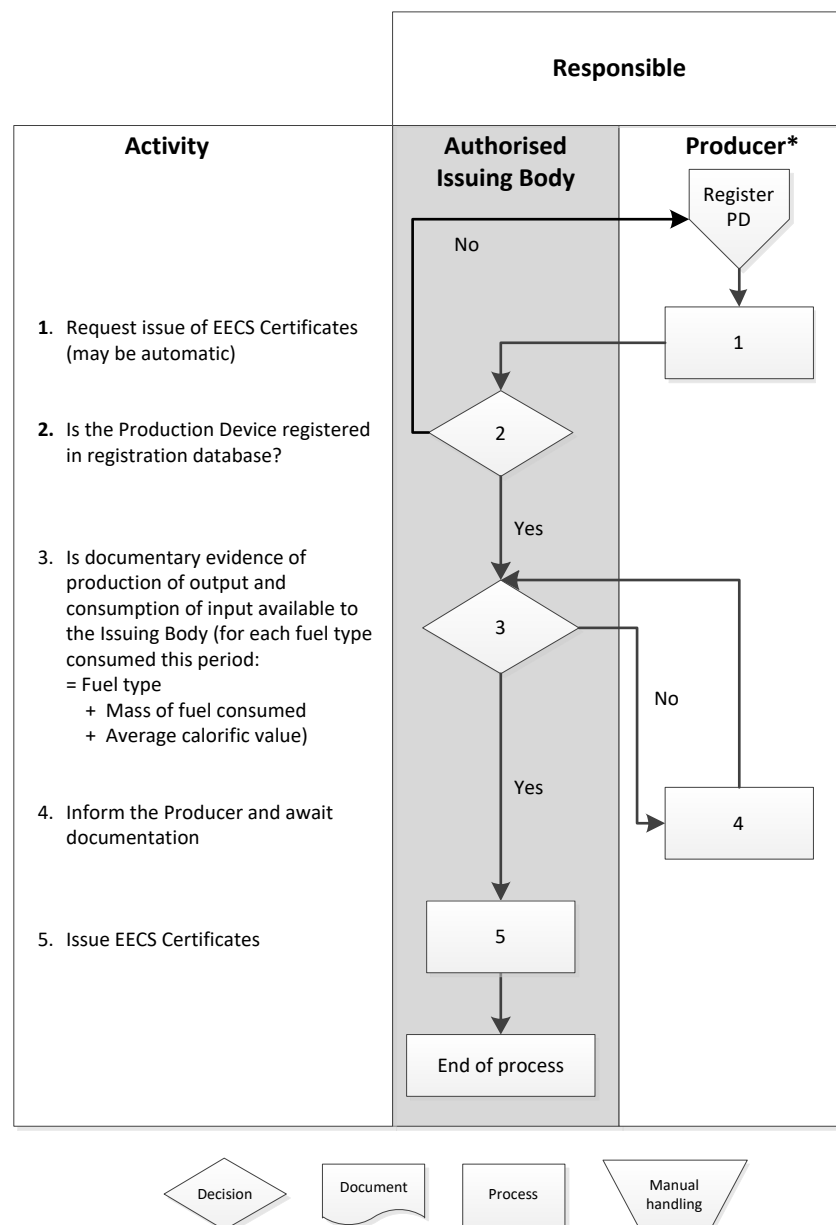 Responsible
Activity
Authorised
Issuing Body
Producer*
Register
PD
No
1. Request issue of EECS Certificates
(may be automatic)
1
2. Is the Production Device registered
in registration database?
2
Yes
3. Is documentary evidence of
production of output and
consumption of input available to
the Issuing Body (for each fuel type
consumed this period:
= Fuel type
+ Mass of fuel consumed
+ Average calorific value)
3
No
Yes
4. Inform the Producer and await
documentation
4
5. Issue EECS Certificates
5
End of process
Decision
Document
Process
Manual
handling